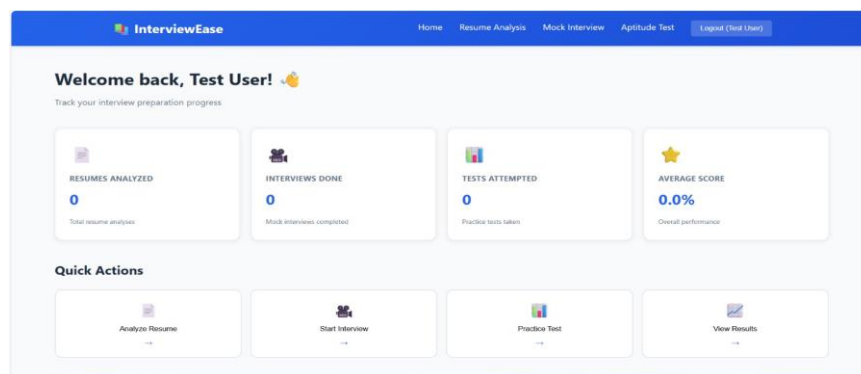 InterviewEase
Home Resume Analysis Mock Interview Aptitude Test Logout (Test User)
Welcome back, Test User!
Track your interview preparation progress
RESUMES ANALYZED INTERVIEWS DONE TESTS ATTEMPTED AVERAGE SCORE
0 0 0 0.0%
Total resume analyses Mock interviews completed Practice tests taken Overall performance
Quick Actions
Analyze Resume Start Interview Practice Test View Results
→ → → →